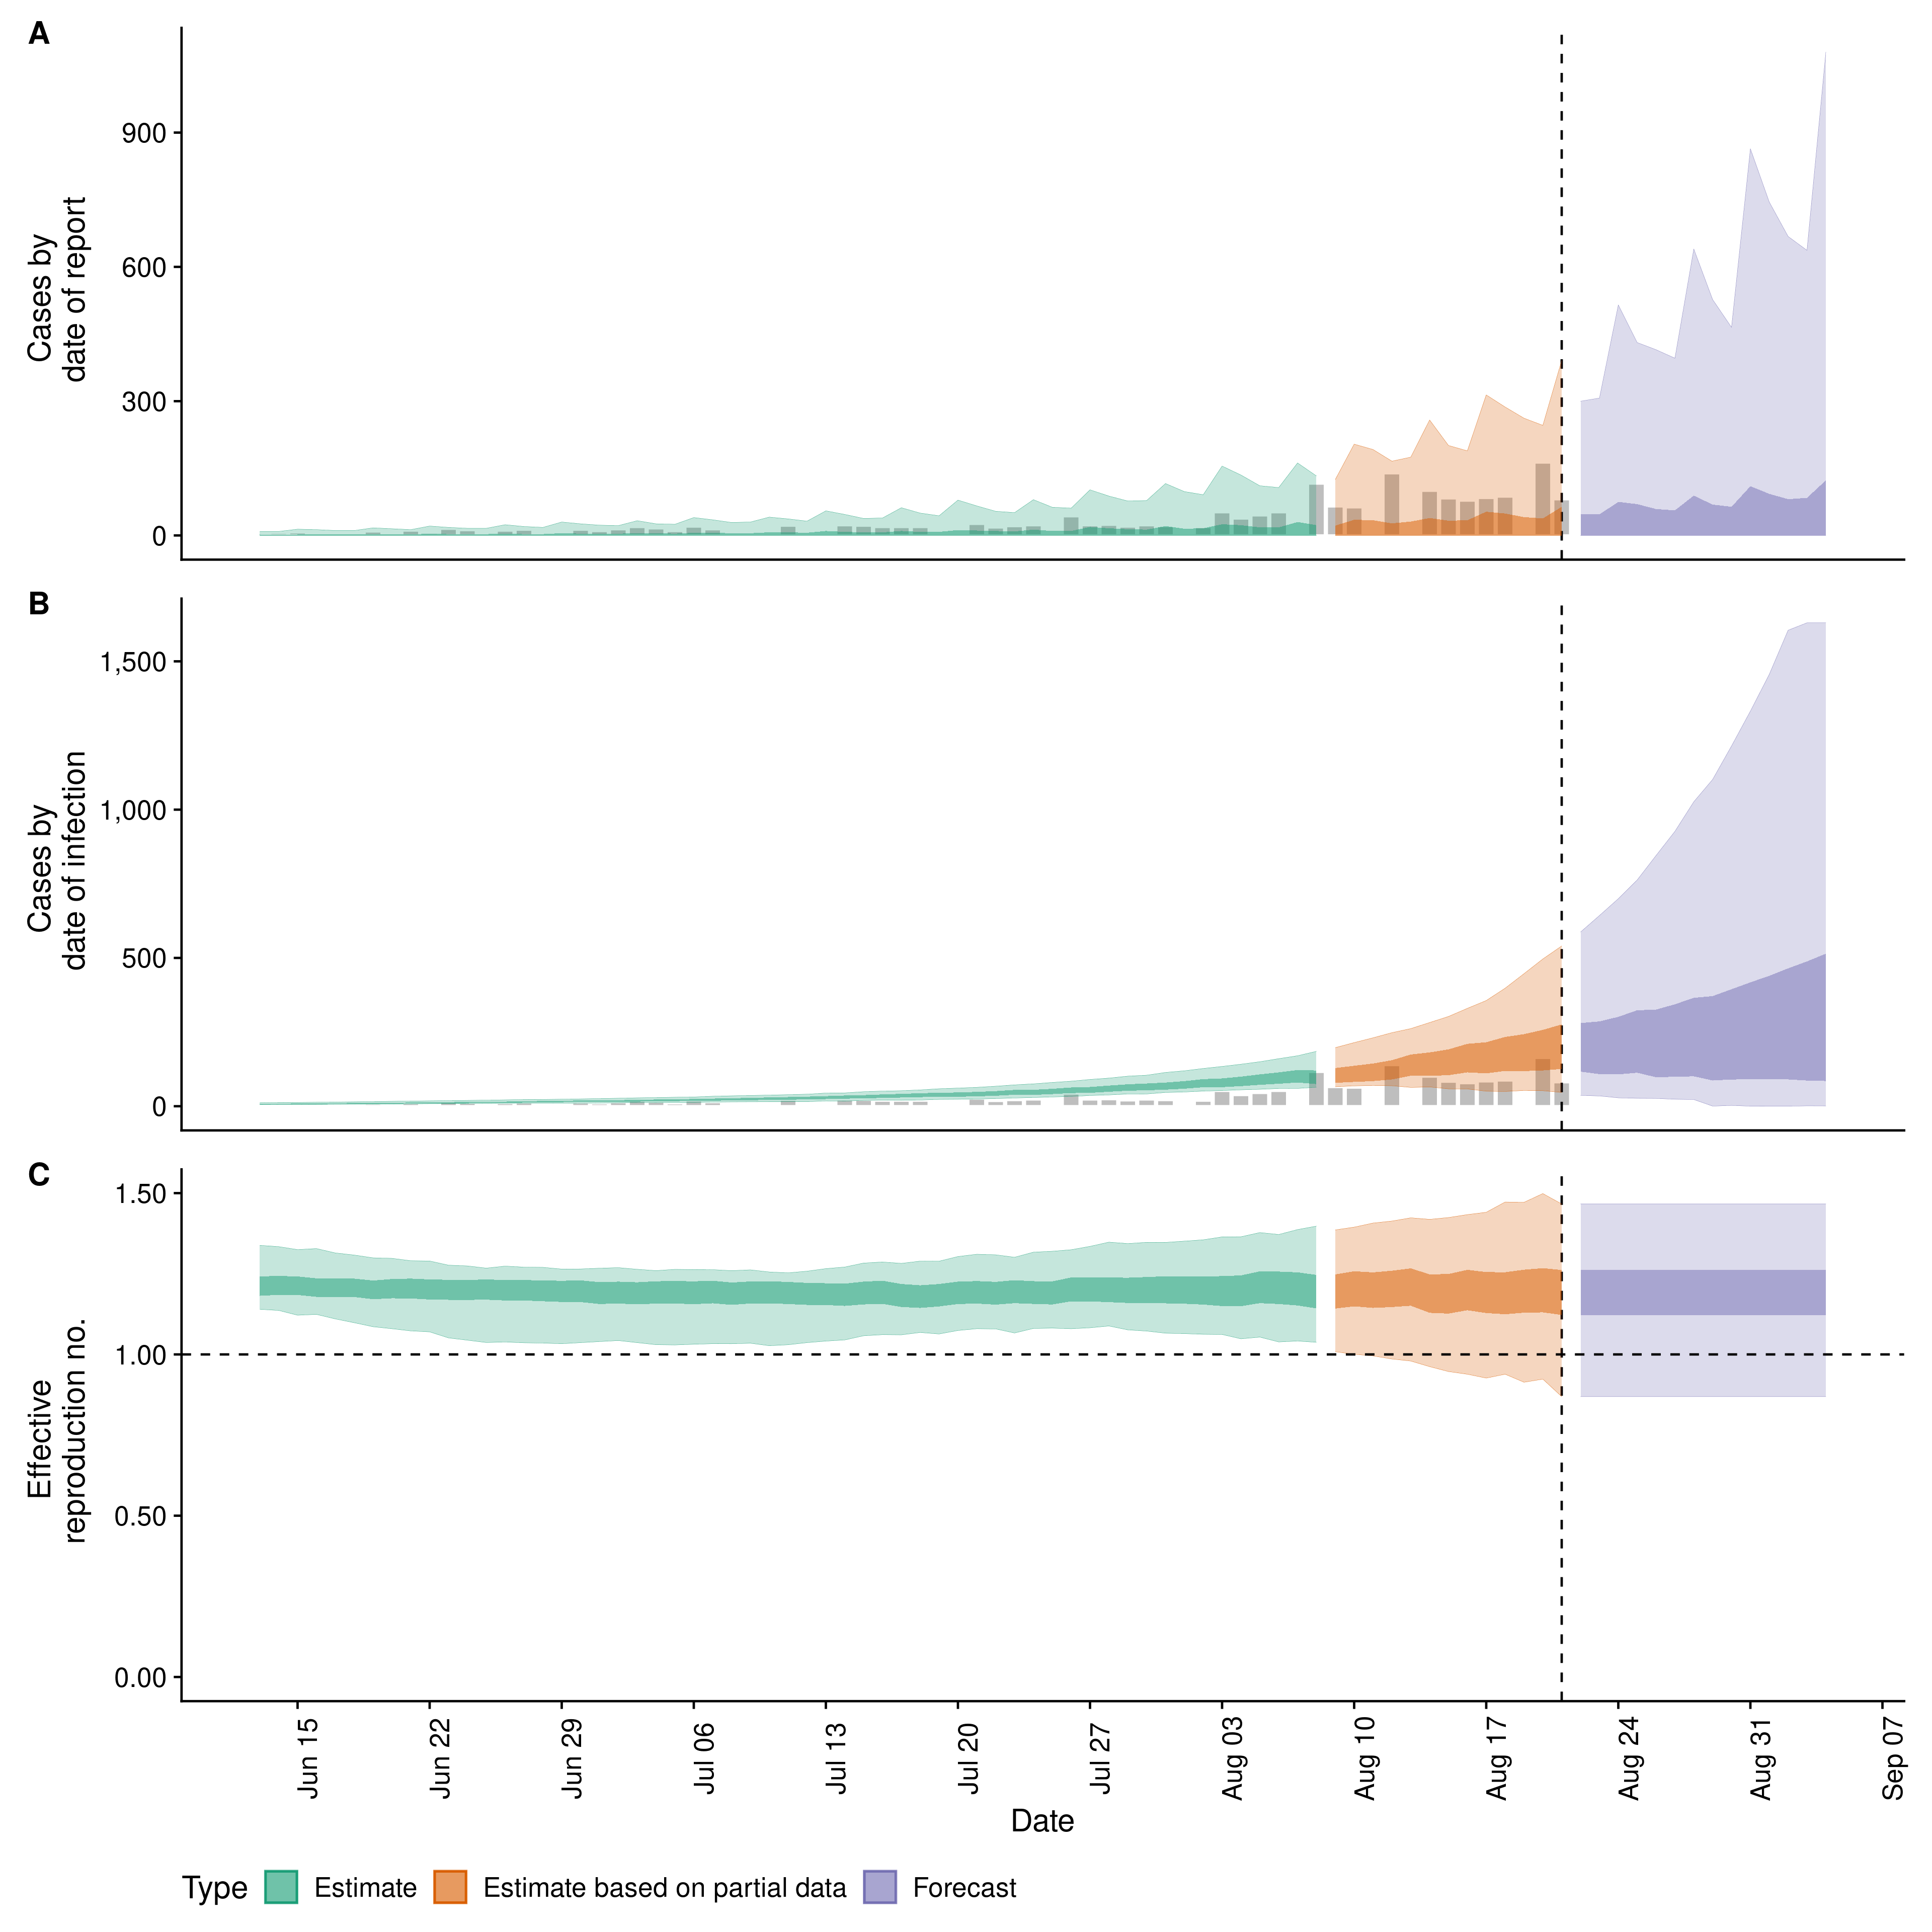 A
Cases by
date of report
900
600
300
0
B
Cases by
date of infection
1,500
1,000
500
0
C
Effective
reproduction no.
1.50
1.00
0.50
0.00
Jun 15
Jun 22
Jun 29
Jul 06
Jul 13
Jul 20
Jul 27
Aug 03
Aug 10
Aug 17
Aug 24
Aug 31
Sep 07
Date
Type
Estimate
Estimate based on partial data
Forecast